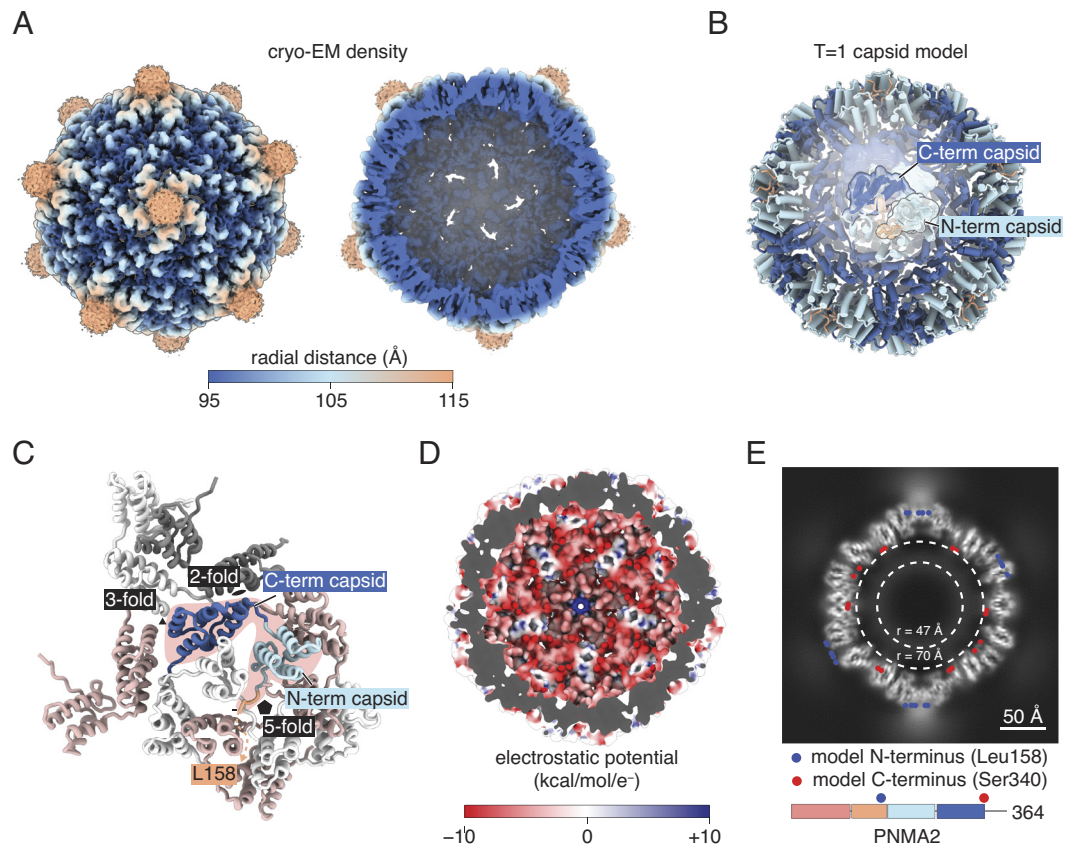 A
cryo-EM density
radial distance (Å)
95
105
115
B
T=1 capsid model
C-term capsid
N-term capsid
C
2-fold
C-term capsid
3-fold
N-term capsid
5-fold
L158
D
electrostatic potential
(kcal/mol/e⁻)
−10
0
+10
E
r = 47 Å
r = 70 Å
50 Å
model N-terminus (Leu158)
model C-terminus (Ser340)
364
PNMA2